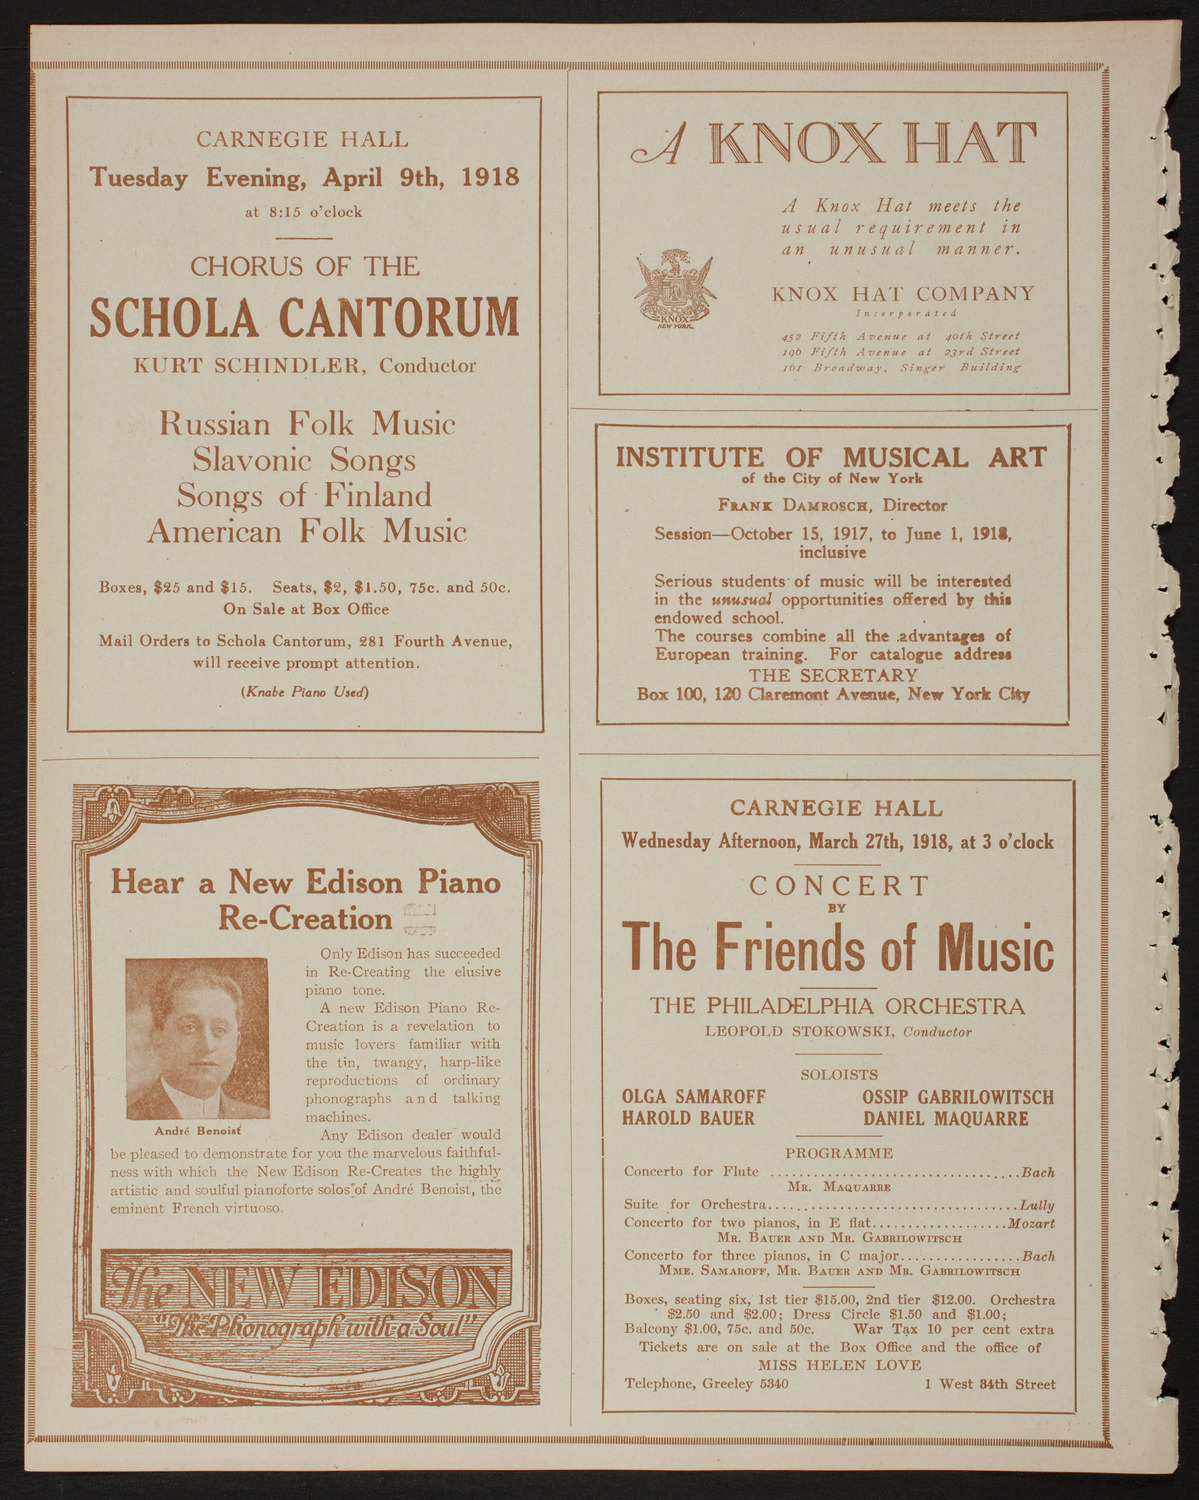 CARNEGIE HALL
Tuesday Evening, April 9th, 1918
at 8:15 o'clock
CHORUS OF THE
SCHOLA CANTORUM
KURT SCHINDLER, Conductor
Russian Folk Music
Slavonic Songs
Songs of Finland
American Folk Music
Boxes, $25 and $15. Seats, $2, $1.50, 75c. and 50c.
On Sale at Box Office
Mail Orders to Schola Cantorum, 281 Fourth Avenue,
will receive prompt attention.
(Knabe Piano Used)
Hear a New Edison Piano
Re-Creation
Only Edison has succeeded
in Re-Creating the elusive
piano tone.
A new Edison Piano Re-
Creation is a revelation to
music lovers familiar with
the tin, twangy, harp-like
reproductions of ordinary
phonographs and talking
machines.
André Benoist
Any Edison dealer would
be pleased to demonstrate for you the marvelous faithful-
ness with which the New Edison Re-Creates the highly
artistic and soulful pianoforte solos of André Benoist, the
eminent French virtuoso.
The NEW EDISON
"The Phonograph with a Soul"
A KNOX HAT
A Knox Hat meets the
usual requirement in
an unusual manner.
KNOX
NEW YORK
KNOX HAT COMPANY
Incorporated
452 Fifth Avenue at 40th Street
196 Fifth Avenue at 23rd Street
161 Broadway, Singer Building
INSTITUTE OF MUSICAL ART
of the City of New York
FRANK DAMROSCH, Director
Session—October 15, 1917, to June 1, 1918,
inclusive
Serious students of music will be interested
in the unusual opportunities offered by this
endowed school.
The courses combine all the advantages of
European training. For catalogue address
THE SECRETARY
Box 100, 120 Claremont Avenue, New York City
CARNEGIE HALL
Wednesday Afternoon, March 27th, 1918, at 3 o'clock
CONCERT
BY
The Friends of Music
THE PHILADELPHIA ORCHESTRA
LEOPOLD STOKOWSKI, Conductor
SOLOISTS
OLGA SAMAROFF OSSIP GABRILOWITSCH
HAROLD BAUER DANIEL MAQUARRE
PROGRAMME
Concerto for Flute ................................Bach
MR. MAQUARRE
Suite for Orchestra................................Lully
Concerto for two pianos, in E flat..................Mozart
MR. BAUER AND MR. GABRILOWITSCH
Concerto for three pianos, in C major.................Bach
MME. SAMAROFF, MR. BAUER AND MR. GABRILOWITSCH
Boxes, seating six, 1st tier $15.00, 2nd tier $12.00. Orchestra
$2.50 and $2.00; Dress Circle $1.50 and $1.00;
Balcony $1.00, 75c. and 50c. War Tax 10 per cent extra
Tickets are on sale at the Box Office and the office of
MISS HELEN LOVE
Telephone, Greeley 5340 1 West 34th Street